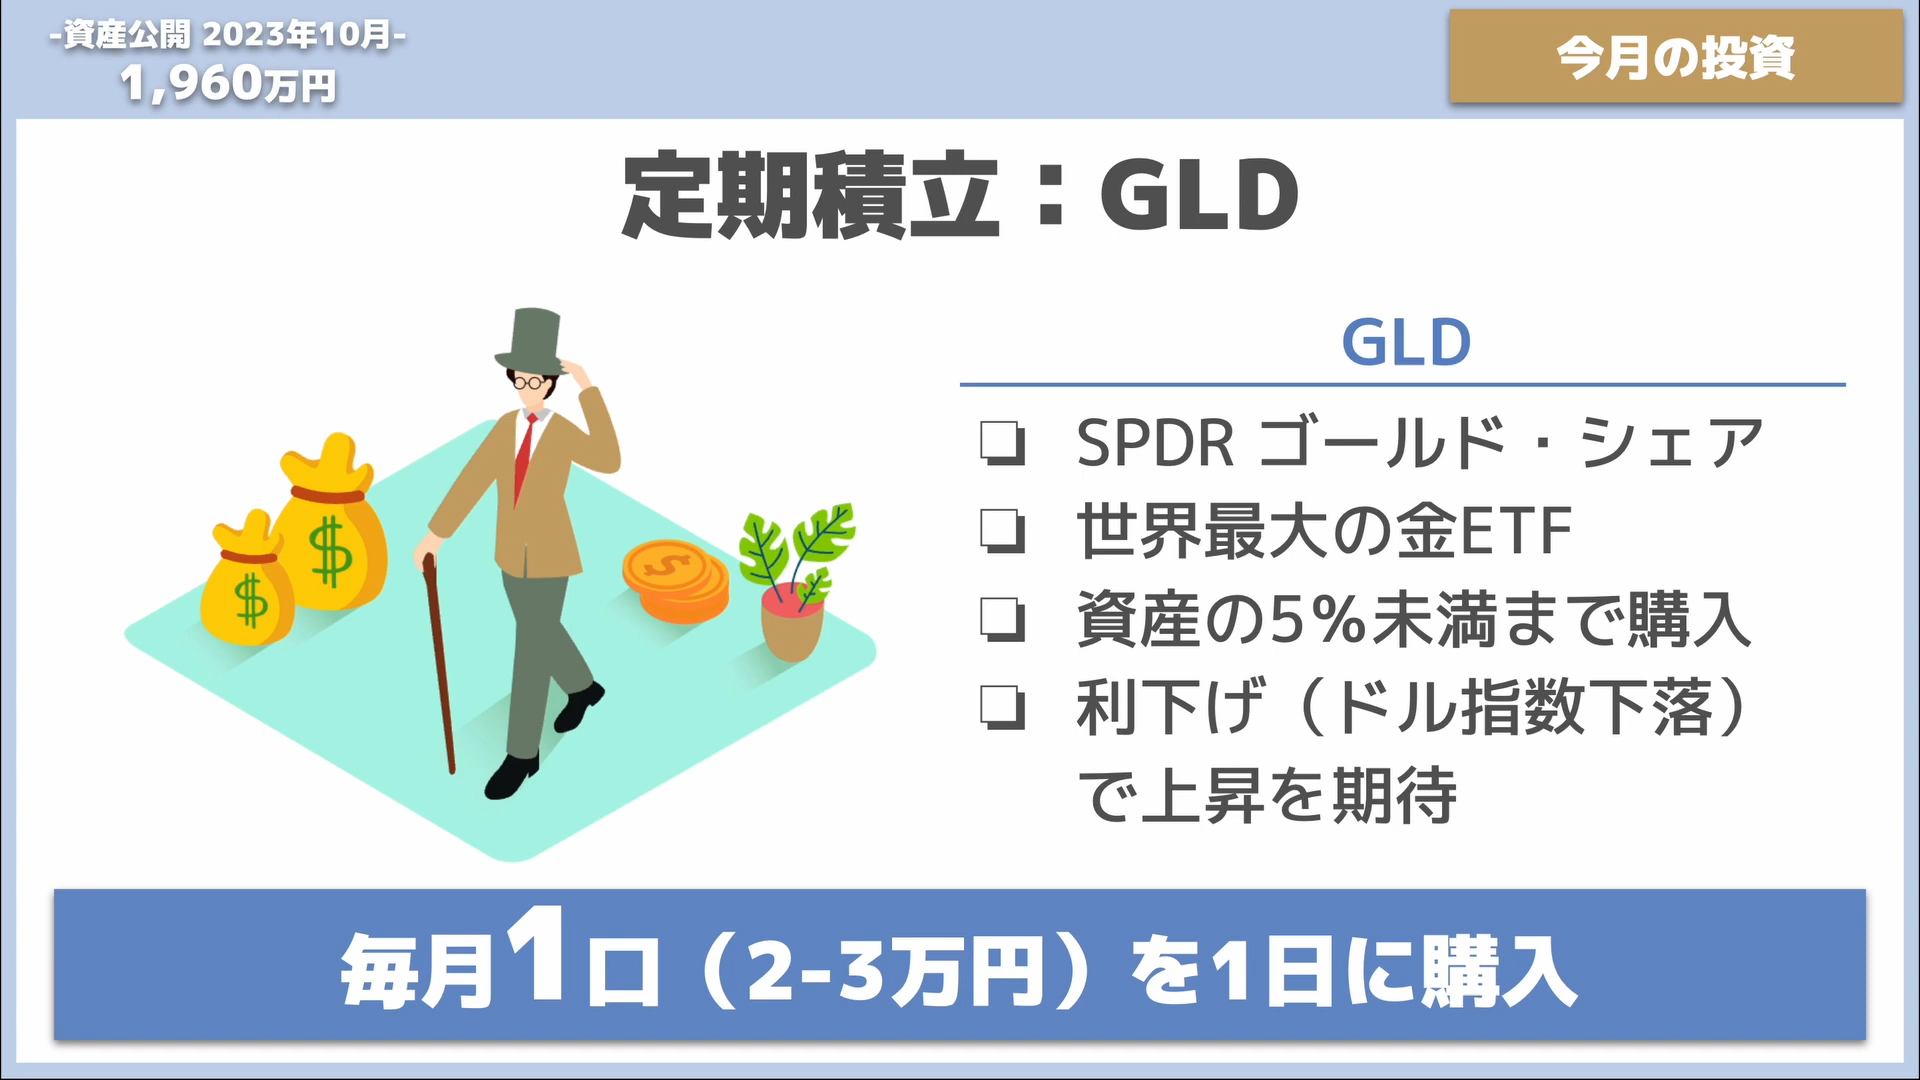 -資産公開 2023年10月-
1,960万円
今月の投資
定期積立：GLD
GLD
❏ SPDR ゴールド・シェア
❏ 世界最大の金ETF
❏ 資産の5%未満まで購入
❏ 利下げ（ドル指数下落）
で上昇を期待
$
$
$
毎月1口（2-3万円）を1日に購入